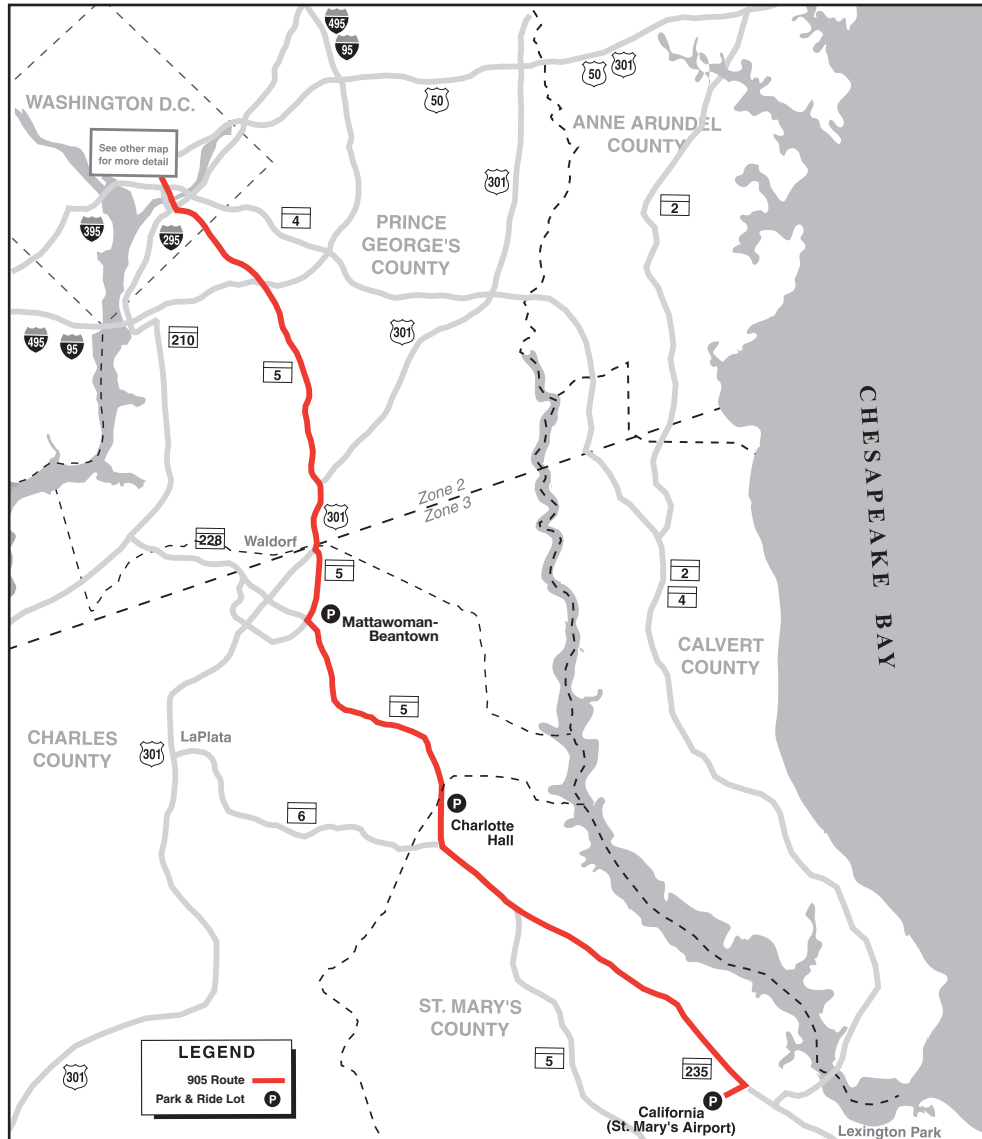 495
95
50
301
50
WASHINGTON D.C.
ANNE ARUNDEL
COUNTY
See other map
for more detail
301
2
4
PRINCE
GEORGE'S
COUNTY
395
295
301
495
95
210
5
CHESAPEAKE BAY
Zone 2
Zone 3
301
228
Waldorf
5
2
4
Mattawoman-
Beantown
P
CALVERT
COUNTY
5
CHARLES
COUNTY
LaPlata
301
6
P
Charlotte
Hall
ST. MARY'S
COUNTY
5
235
301
LEGEND
905 Route
Park & Ride Lot P
P
California
(St. Mary's Airport)
Lexington Park